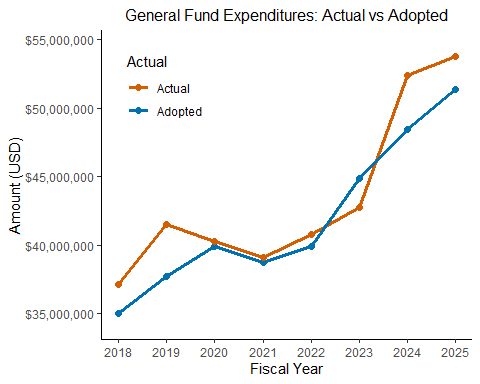 General Fund Expenditures: Actual vs Adopted
$55,000,000
$50,000,000
$45,000,000
$40,000,000
$35,000,000
Amount (USD)
Actual
Actual
Adopted
2018 2019 2020 2021 2022 2023 2024 2025
Fiscal Year